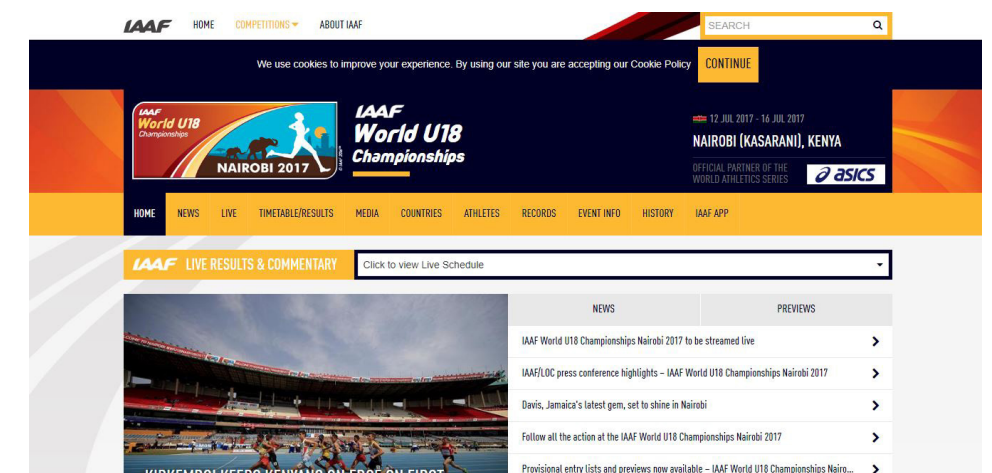 IAAF HOME COMPETITIONS ABOUT IAAF SEARCH
We use cookies to improve your experience. By using our site you are accepting our Cookie Policy CONTINUE
IAAF
World U18
Championships
NAIROBI 2017
IAAF
World U18
Championships
12 JUL 2017 - 16 JUL 2017
NAIROBI (KASARANI), KENYA
OFFICIAL PARTNER OF THE
WORLD ATHLETICS SERIES
asics
HOME NEWS LIVE TIMETABLE/RESULTS MEDIA COUNTRIES ATHLETES RECORDS EVENT INFO HISTORY IAAF APP
IAAF LIVE RESULTS & COMMENTARY Click to view Live Schedule
NEWS PREVIEWS
IAAF World U18 Championships Nairobi 2017 to be streamed live
IAAF/LOC press conference highlights – IAAF World U18 Championships Nairobi 2017
Davis, Jamaica's latest gem, set to shine in Nairobi
Follow all the action at the IAAF World U18 Championships Nairobi 2017
Provisional entry lists and previews now available – IAAF World U18 Championships Nairo...
KEEPS KENYANS ON EDGE ON FIRST